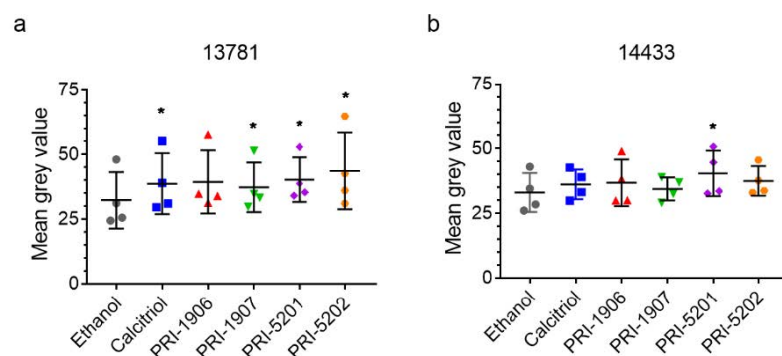 a
13781
Mean grey value
75
50
25
0
*
*
*
*
Ethanol
Calcitriol
PRI-1906
PRI-1907
PRI-5201
PRI-5202
b
14433
Mean grey value
75
50
25
0
*
Ethanol
Calcitriol
PRI-1906
PRI-1907
PRI-5201
PRI-5202